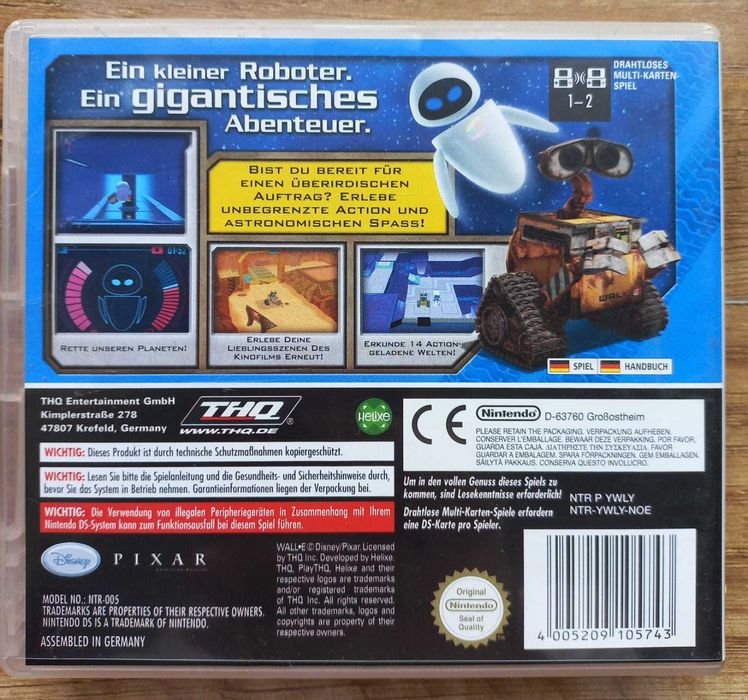 Ein kleiner Roboter.
Ein gigantisches
Abenteuer.
DRAHTLOSES
MULTI-KARTEN-
SPIEL
1-2
BIST DU BEREIT FÜR
EINEN ÜBERIRDISCHEN
AUFTRAG? ERLEBE
UNBEGRENZTE ACTION UND
ASTRONOMISCHEN SPASS!
01:52
RETTE UNSEREN PLANETEN!
ERLEBE DEINE
LIEBLINGSSZENEN DES
KINOFILMS ERNEUT!
ERKUNDE 14 ACTION-
GELADENE WELTEN!
WALL•E
SPIEL
HANDBUCH
THQ Entertainment GmbH
Kimplerstraße 278
47807 Krefeld, Germany
THQ
WWW.THQ.DE
HELIXE
CE
Nintendo D-63760 Großostheim
PLEASE RETAIN THE PACKAGING. VERPACKUNG AUFHEBEN.
CONSERVER L'EMBALLAGE. BEWAAR DEZE VERPAKKING. POR FAVOR,
GUARDA ESTA CAJA. ΔΙΑΤΗΡΗΣΤΕ ΤΗΝ ΣΥΣΚΕΥΑΣΙΑ. FAVOR
GUARDAR A EMBALAGEM. SPARA FÖRPACKNINGEN. GEM EMBALLAGEN.
SÄILYTÄ PAKKAUS. CONSERVA QUESTO INVOLUCRO.
WICHTIG: Dieses Produkt ist durch technische Schutzmaßnahmen kopiergeschützt.
WICHTIG: Lesen Sie bitte die Spielanleitung und die Gesundheits- und Sicherheitshinweise durch,
bevor Sie das System in Betrieb nehmen. Garantieinformationen liegen der Verpackung bei.
WICHTIG: Die Verwendung von illegalen Peripheriegeräten in Zusammenhang mit Ihrem
Nintendo DS-System kann zum Funktionsausfall bei diesem Spiel führen.
Um in den vollen Genuss dieses Spiels zu
kommen, sind Lesekenntnisse erforderlich!
Drahtlose Multi-Karten-Spiele erfordern
eine DS-Karte pro Spieler.
NTR P YWLY
NTR-YWLY-NOE
Disney
PIXAR
ANIMATION STUDIOS
WALL•E © Disney/Pixar. Licensed
by THQ Inc. Developed by Helixe.
THQ, PlayTHQ, Helixe and their
respective logos are trademarks
and/or registered trademarks
of THQ Inc. All rights reserved.
All other trademarks, logos and
copyrights are property of their
respective owners.
MODEL NO.: NTR-005
TRADEMARKS ARE PROPERTIES OF THEIR RESPECTIVE OWNERS.
NINTENDO DS IS A TRADEMARK OF NINTENDO.
ASSEMBLED IN GERMANY
Original
Nintendo
Seal of
Quality
4 005209 105743